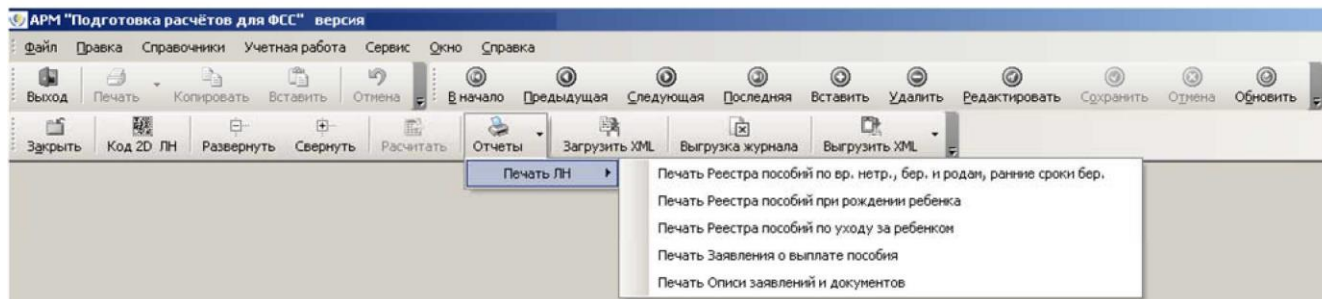 АРМ "Подготовка расчётов для ФСС" версия
Файл Правка Справочники Учетная работа Сервис Окно Справка
Выход Печать Копировать Вставить Отмена В начало Предыдущая Следующая Последняя Вставить Удалить Редактировать Сохранить Отмена Обновить
Закрыть Код 2D ЛН Развернуть Свернуть Расчитать Отчеты Загрузить XML Выгрузка журнала Выгрузить XML
Печать ЛН Печать Реестра пособий по вр. нетр., бер. и родам, ранние сроки бер.
Печать Реестра пособий при рождении ребенка
Печать Реестра пособий по уходу за ребенком
Печать Заявления о выплате пособия
Печать Описи заявлений и документов